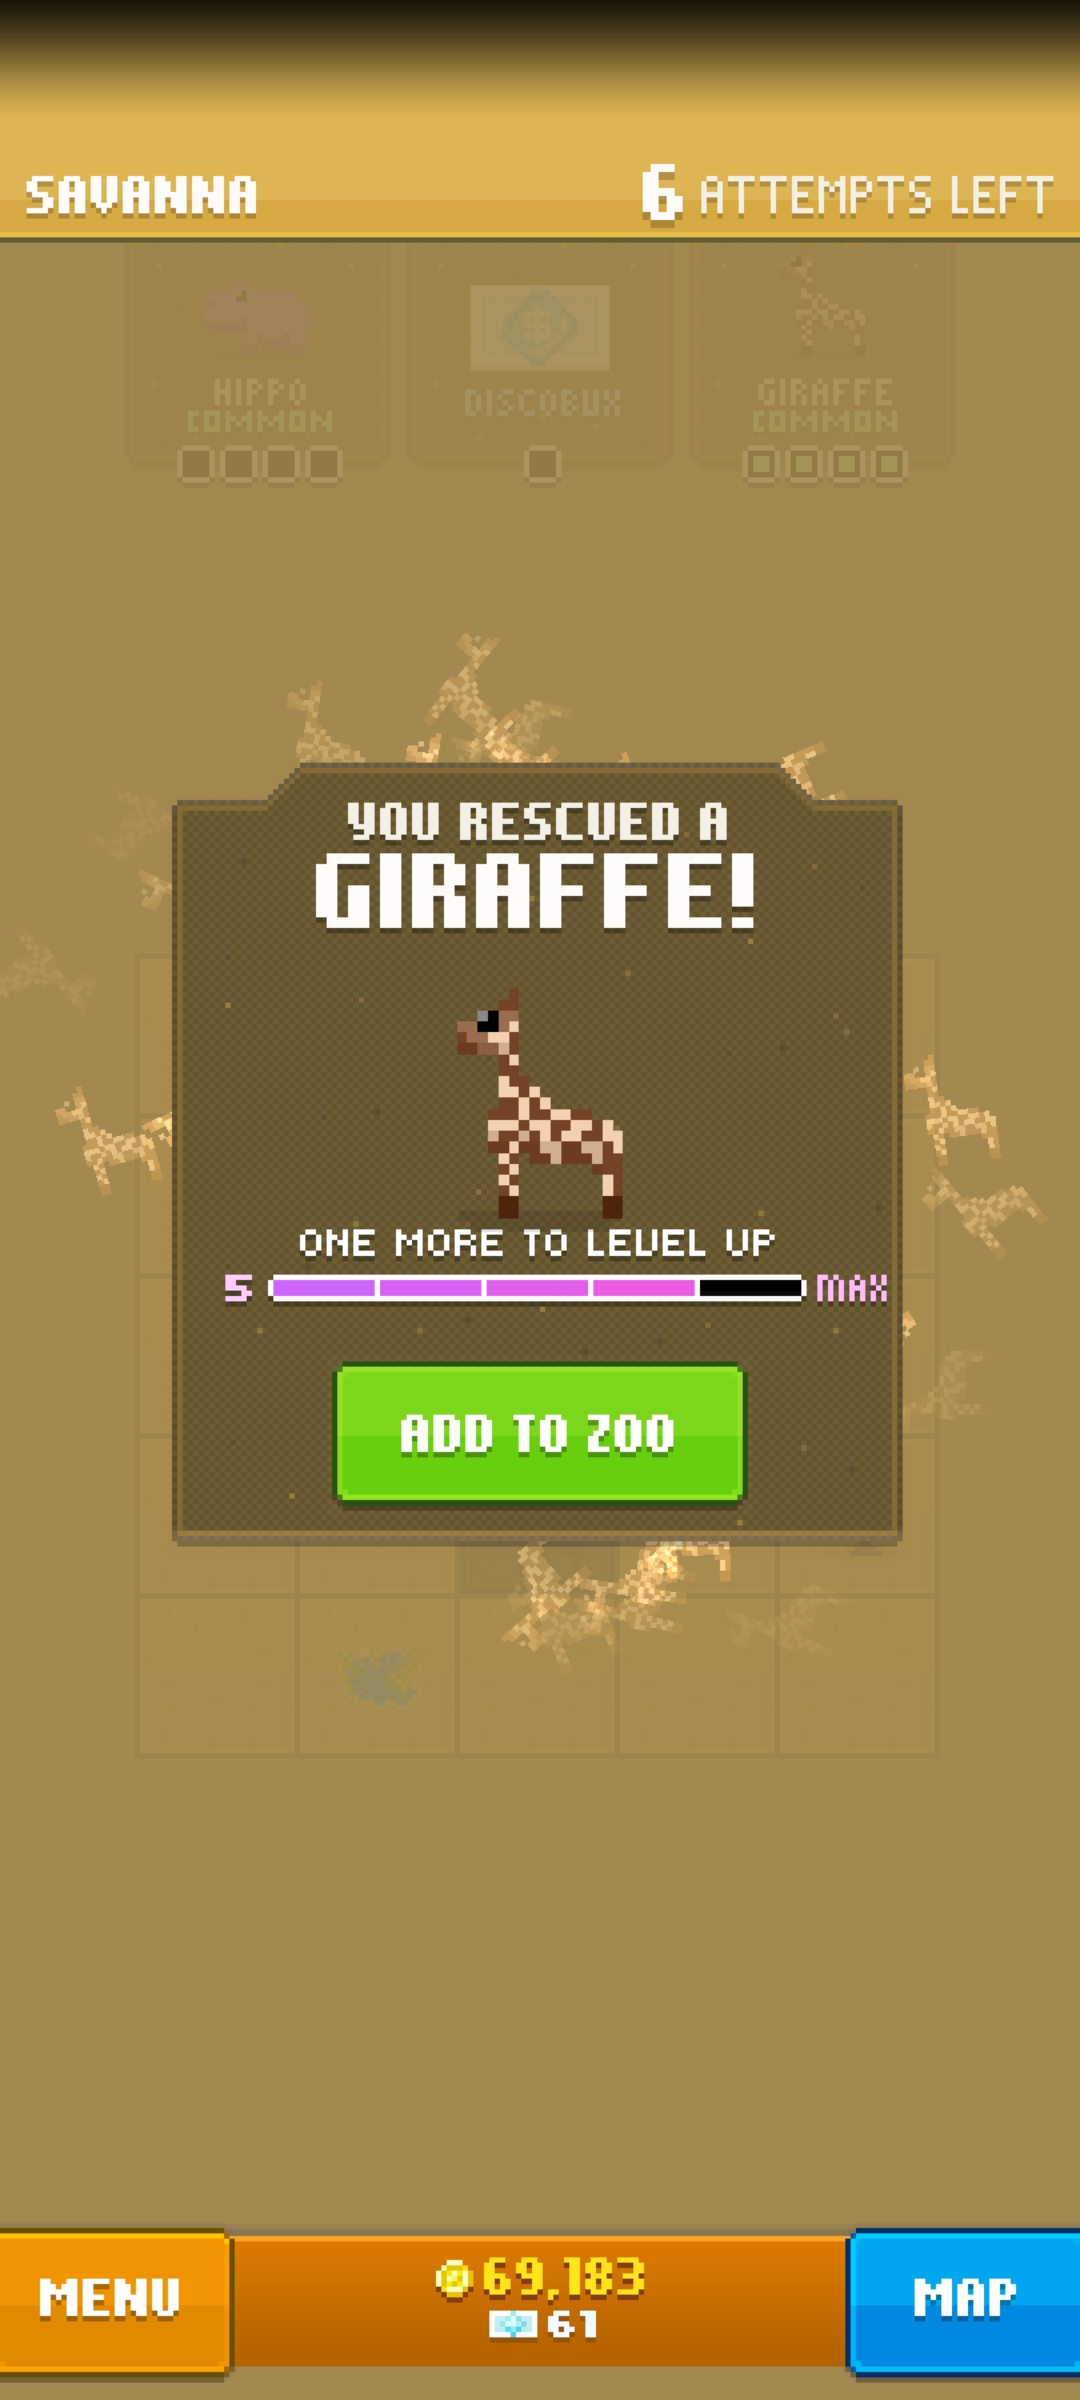 SAVANNA
6 ATTEMPTS LEFT
HIPPO
COMMON
DISCOBUX
GIRAFFE
COMMON
YOU RESCUED A
GIRAFFE!
ONE MORE TO LEVEL UP
5
MAX
ADD TO ZOO
MENU
69,183
61
MAP